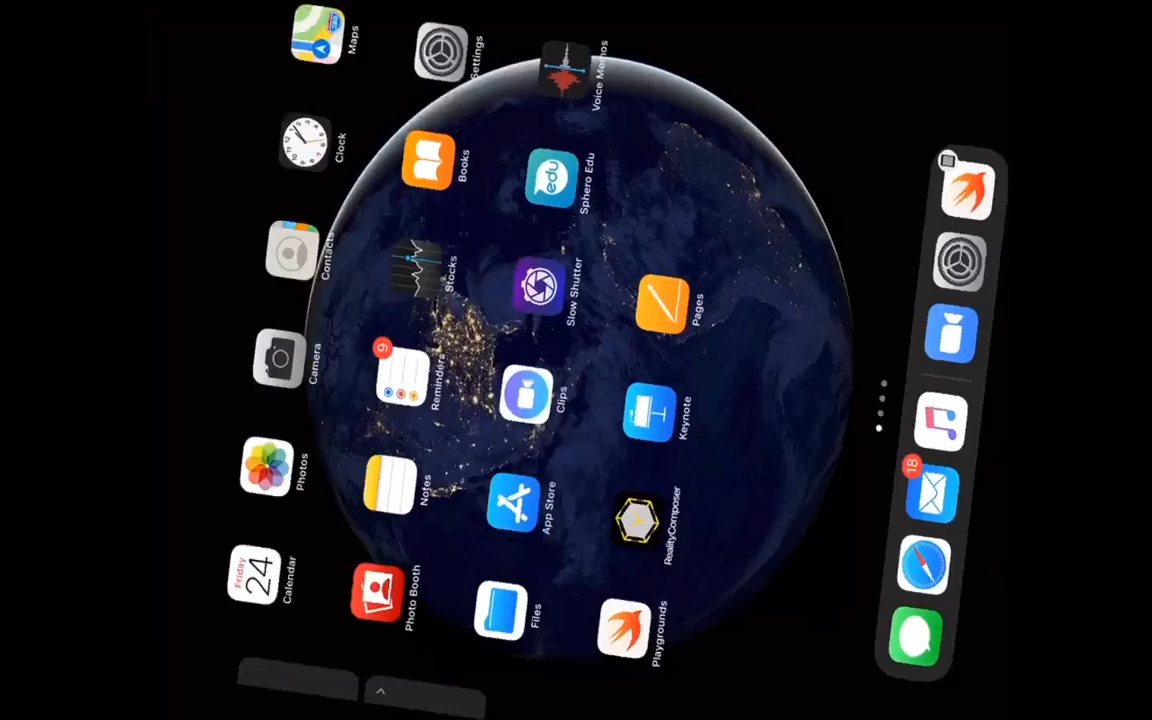 Friday
24
Calendar
Photos
Camera
Contacts
Clock
Maps
Photo Booth
Notes
9
Reminders
Stocks
Books
Settings
Files
App Store
Clips
Slow Shutter
edu
Sphero Edu
Voice Memos
Playgrounds
RealityComposer
Keynote
Pages
18